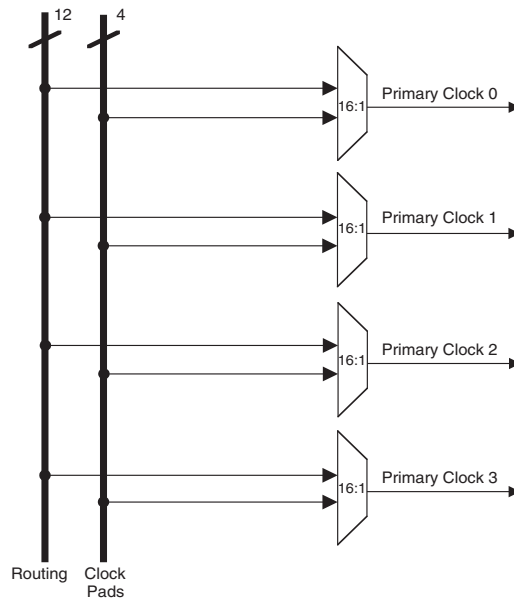 12
4
16:1
Primary Clock 0
16:1
Primary Clock 1
16:1
Primary Clock 2
16:1
Primary Clock 3
Routing
Clock
Pads